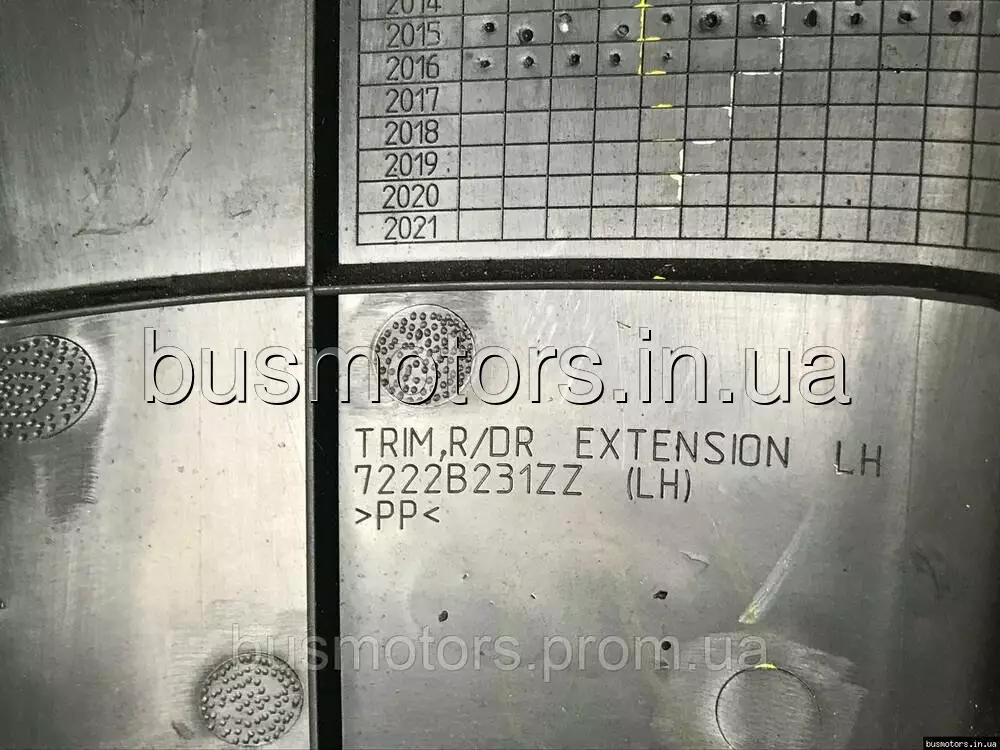 2014
2015
2016
2017
2018
2019
2020
2021
busmotors.in.ua
TRIM,R/DR EXTENSION LH
7222B231ZZ (LH)
>PP<
busmotors.prom.ua
busmotors.in.ua